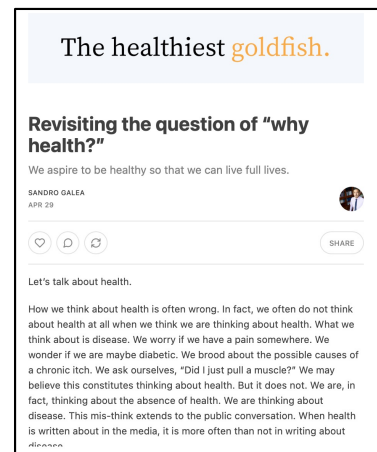 The healthiest goldfish.
Revisiting the question of “why
health?”
We aspire to be healthy so that we can live full lives.
SANDRO GALEA
APR 29
SHARE
Let’s talk about health.
How we think about health is often wrong. In fact, we often do not think
about health at all when we think we are thinking about health. What we
think about is disease. We worry if we have a pain somewhere. We
wonder if we are maybe diabetic. We brood about the possible causes of
a chronic itch. We ask ourselves, “Did I just pull a muscle?” We may
believe this constitutes thinking about health. But it does not. We are, in
fact, thinking about the absence of health. We are thinking about
disease. This mis-think extends to the public conversation. When health
is written about in the media, it is more often than not in writing about
disease